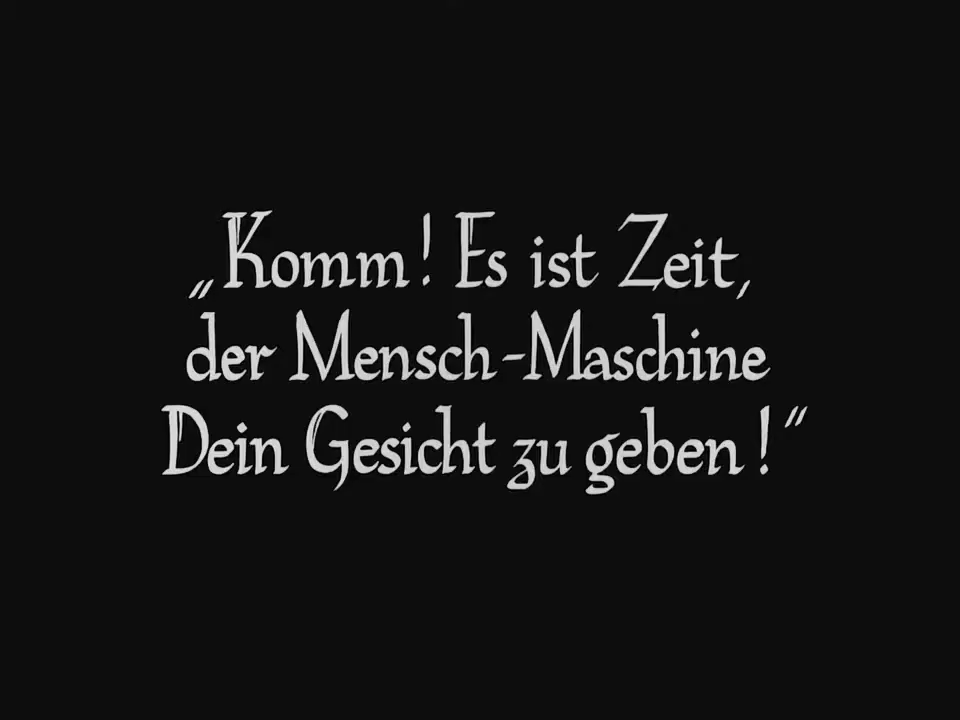 „Komm! Es ist Zeit,
der Mensch-Maschine
Dein Gesicht zu geben!“